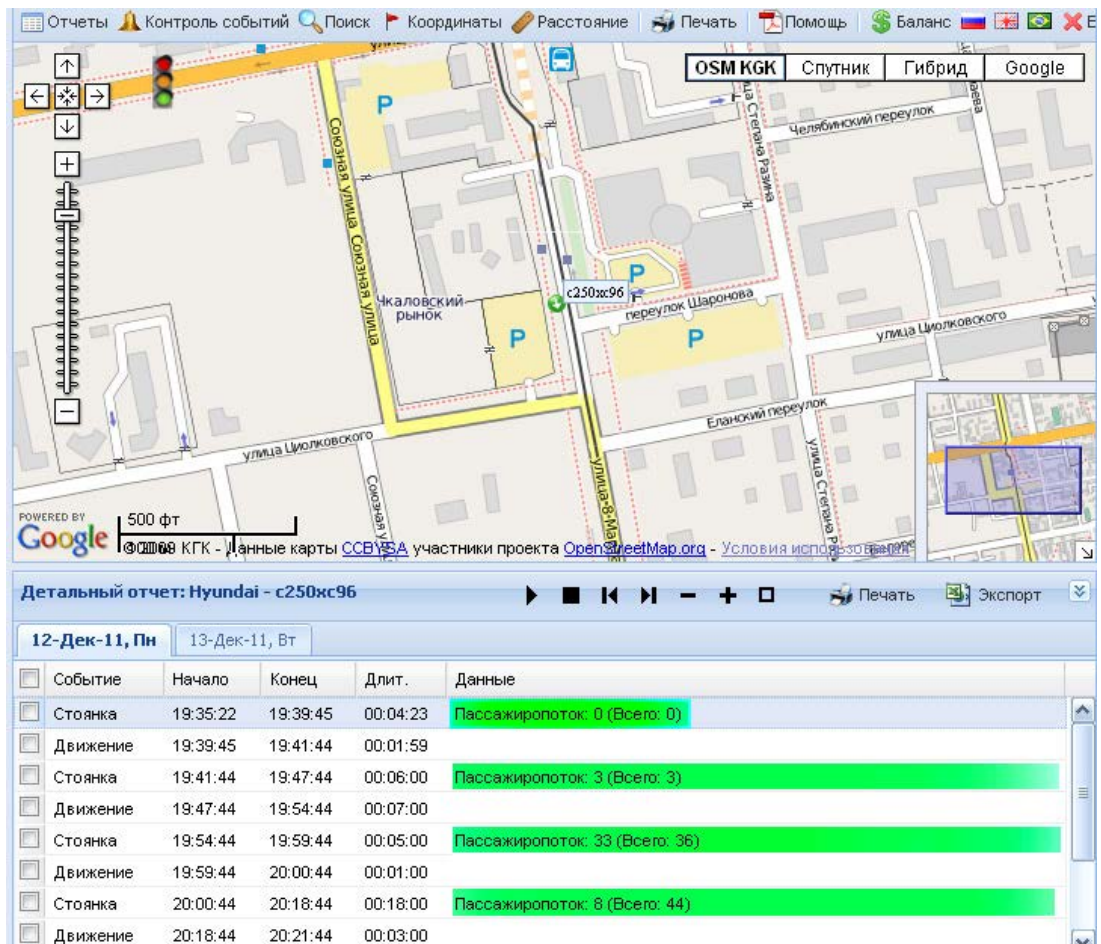 Отчеты Контроль событий Поиск Координаты Расстояние Печать Помощь Баланс
OSM KGK Спутник Гибрид Google
P
Челябинский переулок
Союзная улица Союзная улица
ца Степана Разина
Чкаловский
рынок
с250хс96
P
P
P
переулок Шаронова
улица Циолковского
Еланский переулок
улица Циолковского
улица Степана Р
Союзная
улица-8-Ма
POWERED BY
Google
500 фт
КГК - Данные карты CCBYSA участники проекта OpenStreetMap.org - Условия использования
Детальный отчет: Hyundai - с250хс96 Печать Экспорт
12-Дек-11, Пн 13-Дек-11, Вт
Событие Начало Конец Длит. Данные
Стоянка 19:35:22 19:39:45 00:04:23 Пассажиропоток: 0 (Всего: 0)
Движение 19:39:45 19:41:44 00:01:59
Стоянка 19:41:44 19:47:44 00:06:00 Пассажиропоток: 3 (Всего: 3)
Движение 19:47:44 19:54:44 00:07:00
Стоянка 19:54:44 19:59:44 00:05:00 Пассажиропоток: 33 (Всего: 36)
Движение 19:59:44 20:00:44 00:01:00
Стоянка 20:00:44 20:18:44 00:18:00 Пассажиропоток: 8 (Всего: 44)
Движение 20:18:44 20:21:44 00:03:00